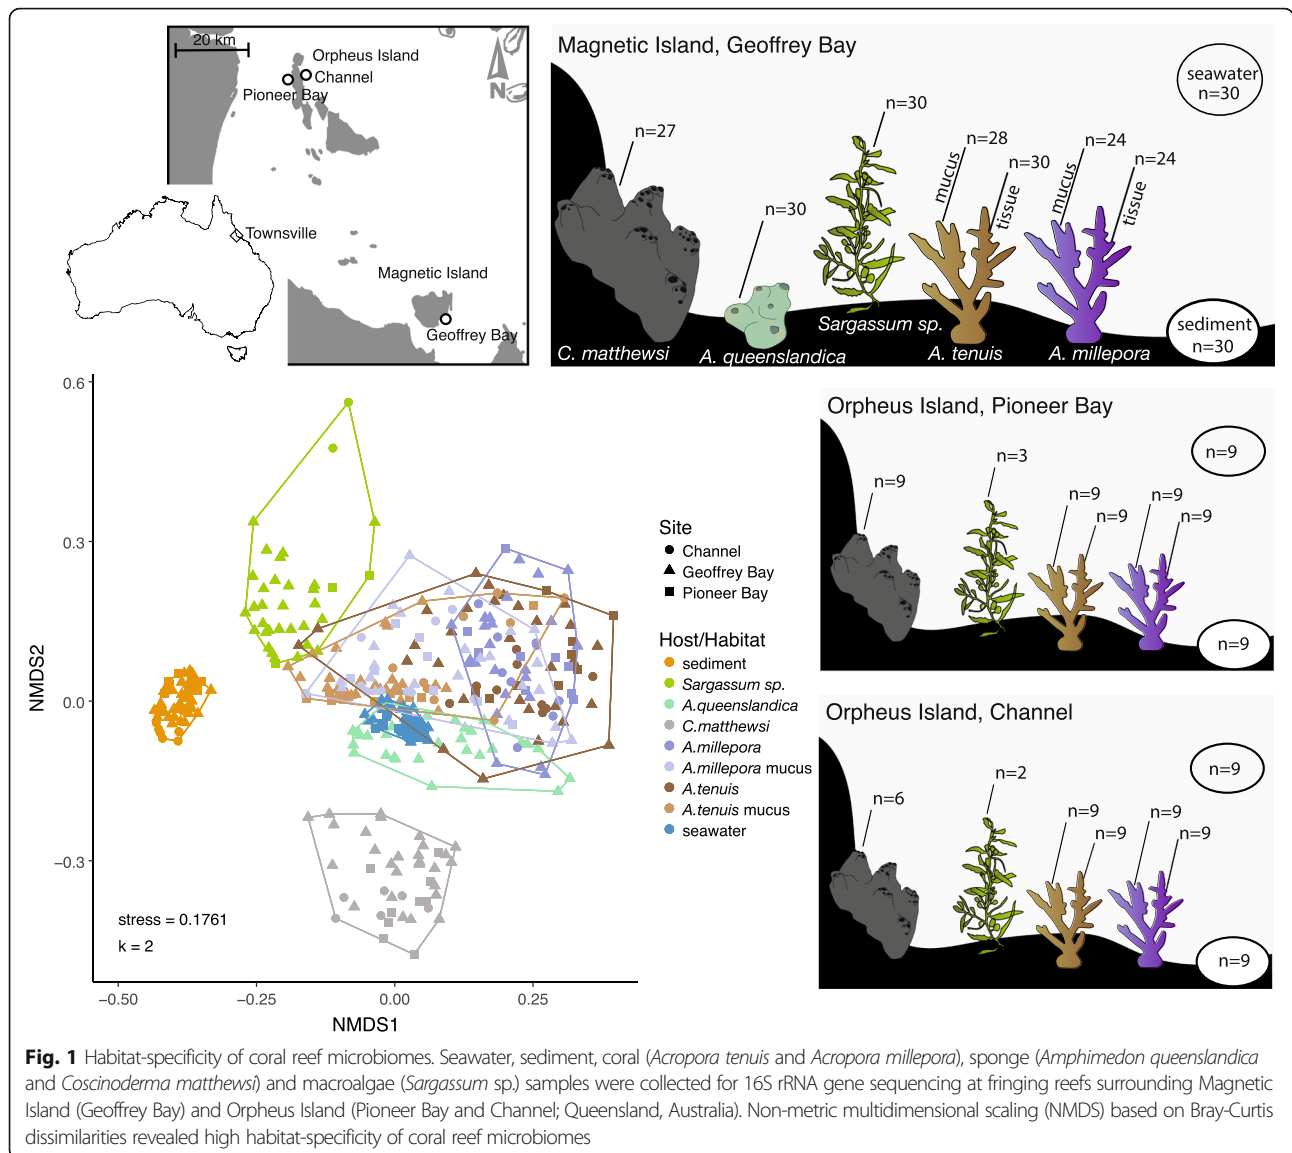 20 km
Orpheus Island
Channel
Pioneer Bay
N
Townsville
Magnetic Island
Geoffrey Bay
Magnetic Island, Geoffrey Bay
seawater
n=30
n=27
n=30
n=30
mucus
n=28
tissue
n=30
mucus
n=24
tissue
n=24
sediment
n=30
C. matthewsi
A. queenslandica
Sargassum sp.
A. tenuis
A. millepora
Orpheus Island, Pioneer Bay
n=9
n=9
n=3
n=9
n=9
n=9
n=9
n=9
Orpheus Island, Channel
n=9
n=6
n=2
n=9
n=9
n=9
n=9
n=9
NMDS2
0.6
0.3
0.0
−0.3
stress = 0.1761
k = 2
−0.50
−0.25
0.00
0.25
NMDS1
Site
Channel
Geoffrey Bay
Pioneer Bay
Host/Habitat
sediment
Sargassum sp.
A.queenslandica
C.matthewsi
A.millepora
A.millepora mucus
A.tenuis
A.tenuis mucus
seawater
Fig. 1 Habitat-specificity of coral reef microbiomes. Seawater, sediment, coral (Acropora tenuis and Acropora millepora), sponge (Amphimedon queenslandica
and Coscinoderma matthewsi) and macroalgae (Sargassum sp.) samples were collected for 16S rRNA gene sequencing at fringing reefs surrounding Magnetic
Island (Geoffrey Bay) and Orpheus Island (Pioneer Bay and Channel; Queensland, Australia). Non-metric multidimensional scaling (NMDS) based on Bray-Curtis
dissimilarities revealed high habitat-specificity of coral reef microbiomes